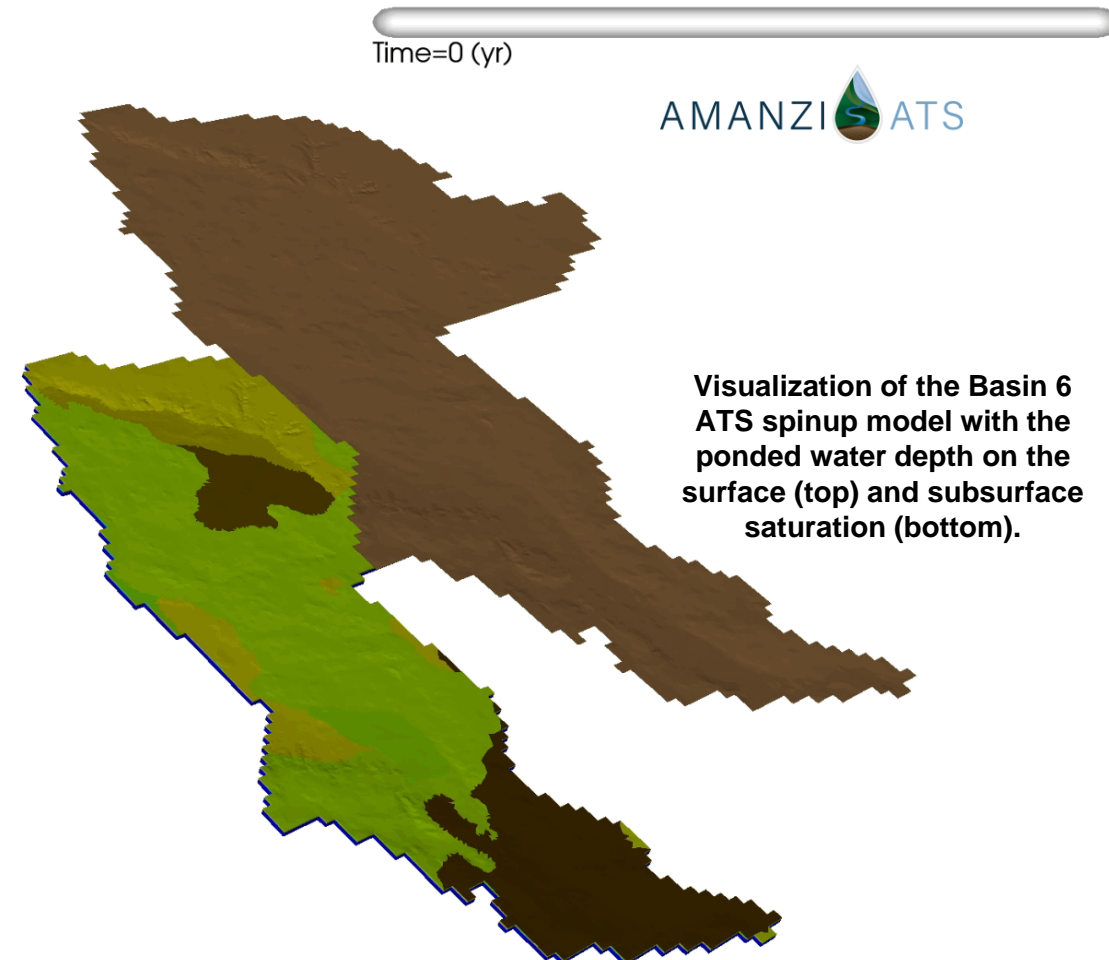 Time=0 (yr)
AMANZI ATS
Visualization of the Basin 6
ATS spinup model with the
ponded water depth on the
surface (top) and subsurface
saturation (bottom).